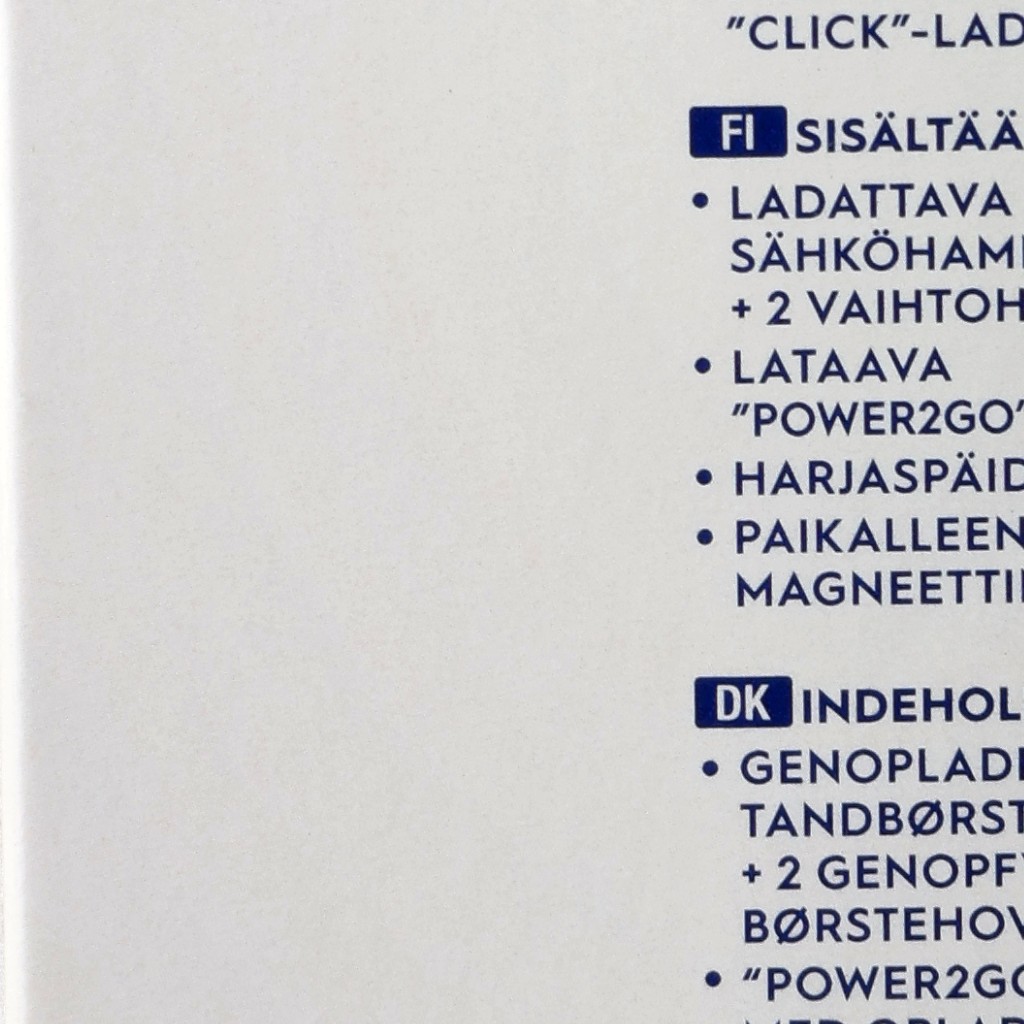 ”CLICK”-LAD
FI SISÄLTÄÄ
• LADATTAVA
SÄHKÖHAM
+ 2 VAIHTOH
• LATAAVA
”POWER2GO”
• HARJASPÄID
• PAIKALLEEN
MAGNEETTI
DK INDEHOL
• GENOPLAD
TANDBØRST
+ 2 GENOPF
BØRSTEHOV
• “POWER2GO